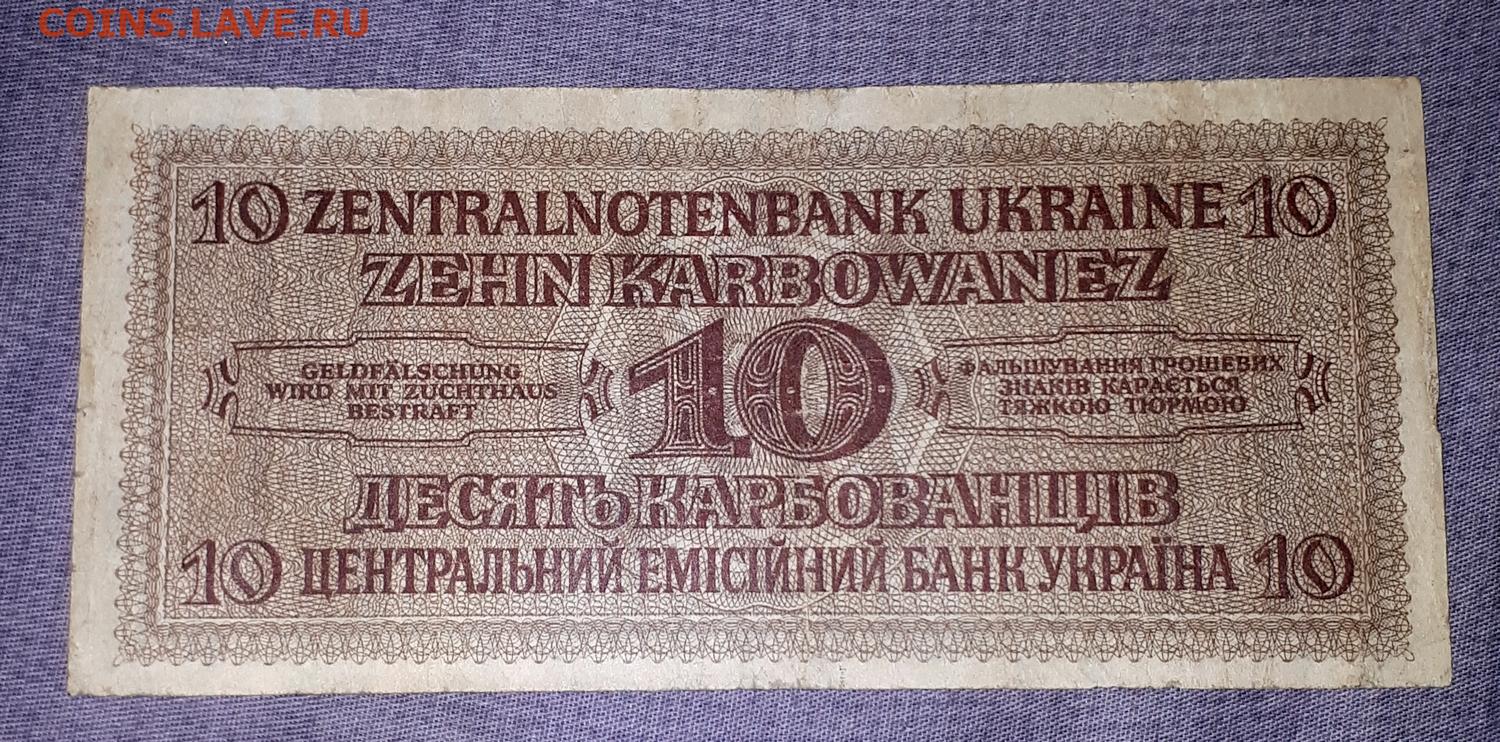 COINS.LAVE.RU
10 ZENTRALNOTENBANK UKRAINE 10
ZEHN KARBOWANEZ
GELDFÄLSCHUNG
WIRD MIT ZUCHTHAUS
BESTRAFT
10
ФАЛЬШУВАННЯ ГРОШЕВИХ
ЗНАКІВ КАРАЄТЬСЯ
ТЯЖКОЮ ТЮРМОЮ
ДЕСЯТЬ КАРБОВАНЦІВ
10 ЦЕНТРАЛЬНИЙ ЕМІСІЙНИЙ БАНК УКРАЇНА 10